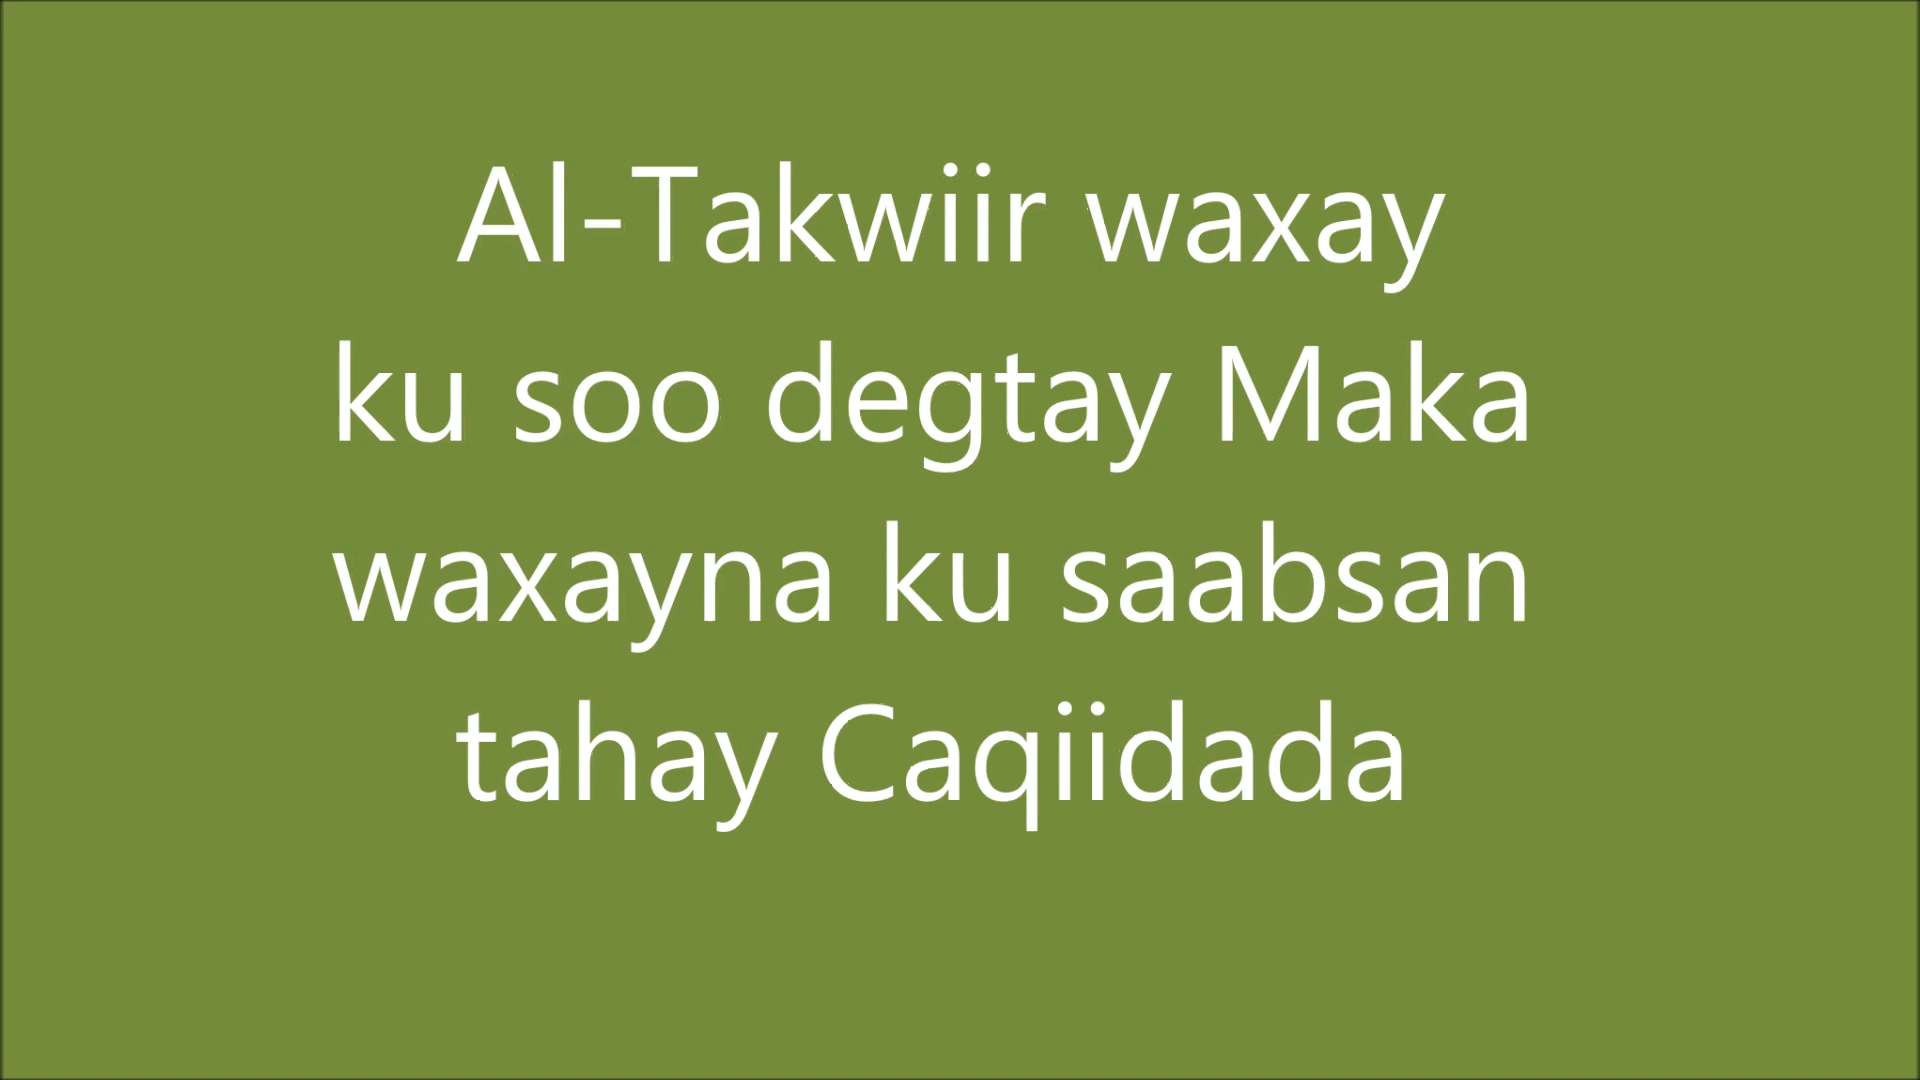 Al-Takwiir waxay
ku soo degtay Maka
waxayna ku saabsan
tahay Caqiidada